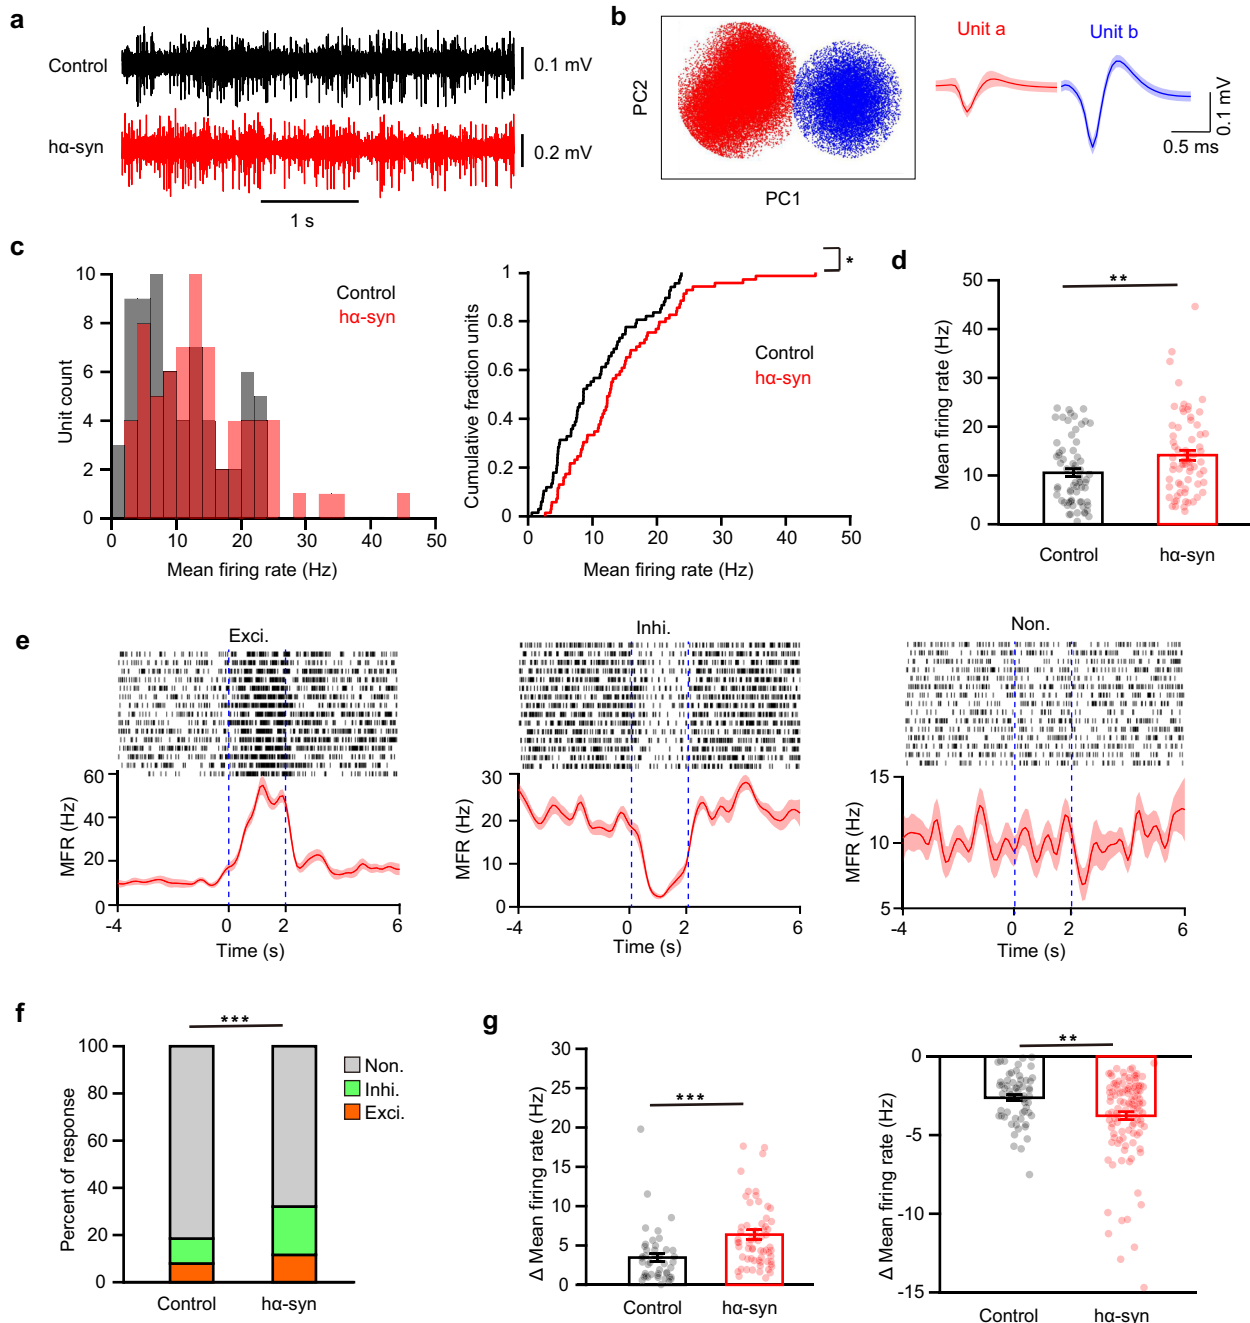 a
Control
0.1 mV
hα-syn
0.2 mV
1 s
b
PC2
PC1
Unit a
Unit b
0.1 mV
0.5 ms
c
10
8
6
4
2
0
Unit count
Control
hα-syn
0 10 20 30 40 50
Mean firing rate (Hz)
1
0.8
0.6
0.4
0.2
0
Cumulative fraction units
*
Control
hα-syn
0 10 20 30 40 50
Mean firing rate (Hz)
d
50
40
30
20
10
0
Mean firing rate (Hz)
**
Control hα-syn
e
Exci.
60
40
20
0
MFR (Hz)
-4 0 2 6
Time (s)
Inhi.
30
20
10
0
MFR (Hz)
-4 0 2 6
Time (s)
Non.
15
10
5
MFR (Hz)
-4 0 2 6
Time (s)
f
***
100
80
60
40
20
0
Percent of response
Non.
Inhi.
Exci.
Control hα-syn
g
30
25
20
15
10
5
0
Δ Mean firing rate (Hz)
***
Control hα-syn
**
0
-5
-10
-15
Δ Mean firing rate (Hz)
Control hα-syn